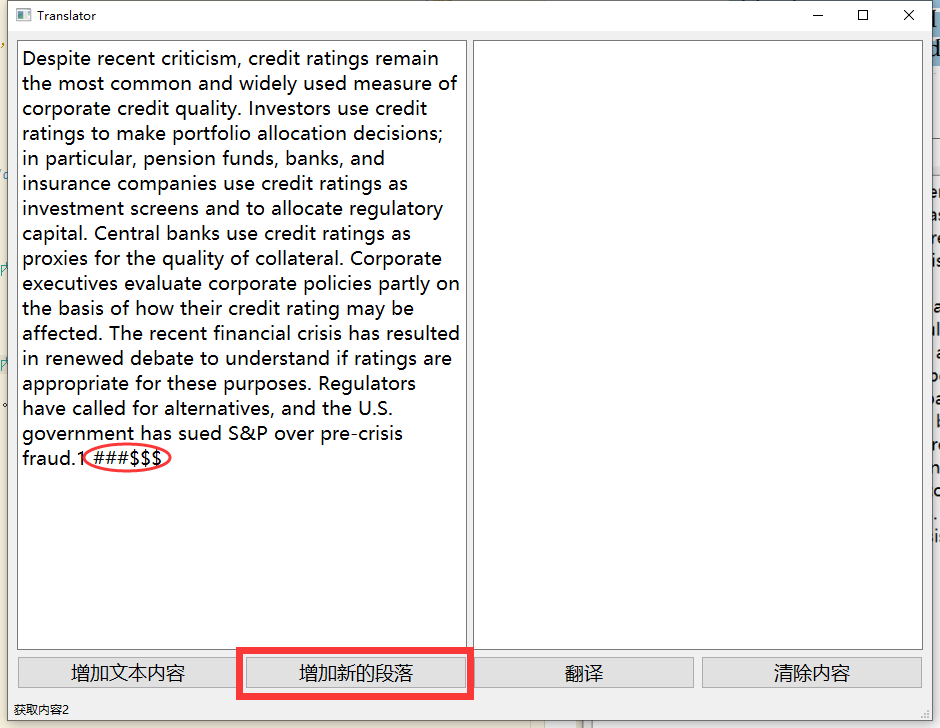 Translator
Despite recent criticism, credit ratings remain
the most common and widely used measure of
corporate credit quality. Investors use credit
ratings to make portfolio allocation decisions;
in particular, pension funds, banks, and
insurance companies use credit ratings as
investment screens and to allocate regulatory
capital. Central banks use credit ratings as
proxies for the quality of collateral. Corporate
executives evaluate corporate policies partly on
the basis of how their credit rating may be
affected. The recent financial crisis has resulted
in renewed debate to understand if ratings are
appropriate for these purposes. Regulators
have called for alternatives, and the U.S.
government has sued S&P over pre-crisis
fraud.1 ###$$$
增加文本内容 增加新的段落 翻译 清除内容
获取内容2